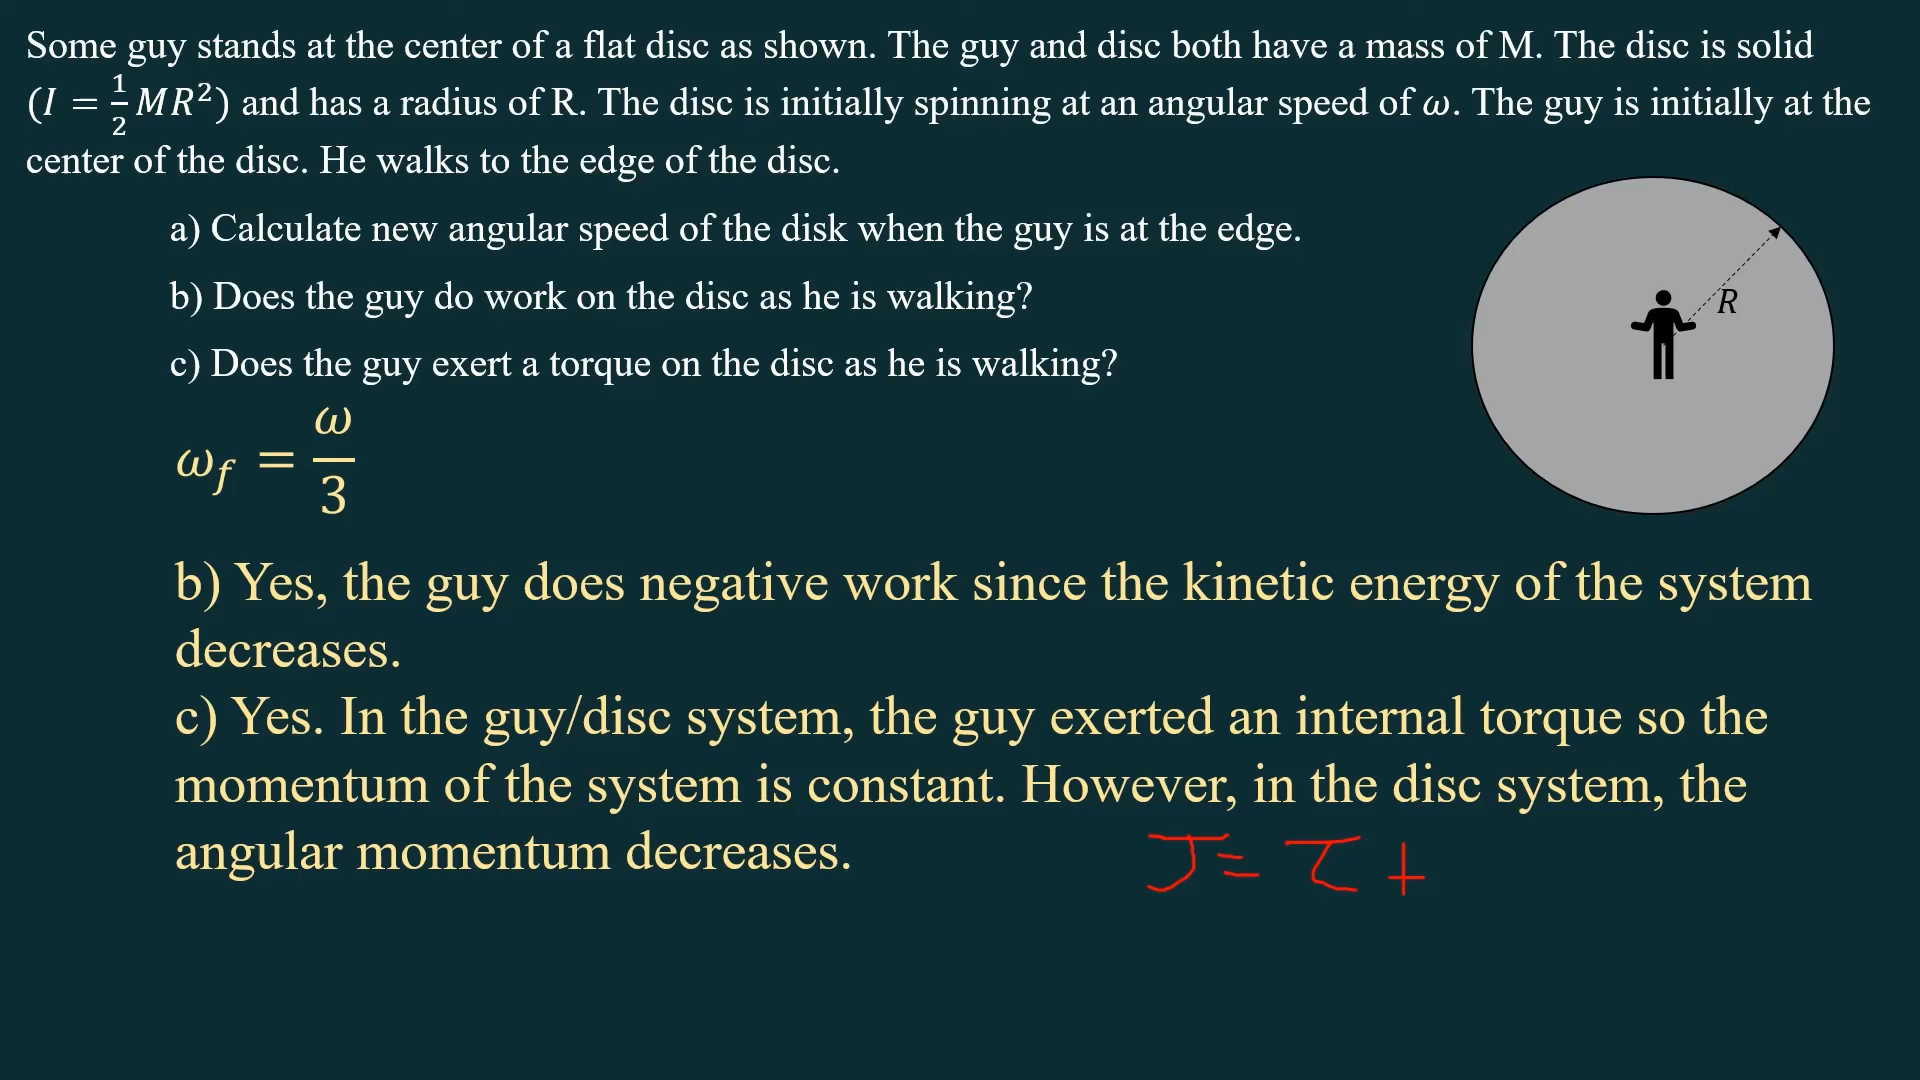 Some guy stands at the center of a flat disc as shown. The guy and disc both have a mass of M. The disc is solid
(I = 1/2 MR²) and has a radius of R. The disc is initially spinning at an angular speed of ω. The guy is initially at the
center of the disc. He walks to the edge of the disc.
a) Calculate new angular speed of the disk when the guy is at the edge.
b) Does the guy do work on the disc as he is walking?
R
c) Does the guy exert a torque on the disc as he is walking?
ω_f = ω/3
b) Yes, the guy does negative work since the kinetic energy of the system
decreases.
c) Yes. In the guy/disc system, the guy exerted an internal torque so the
momentum of the system is constant. However, in the disc system, the
angular momentum decreases.
J = τ +